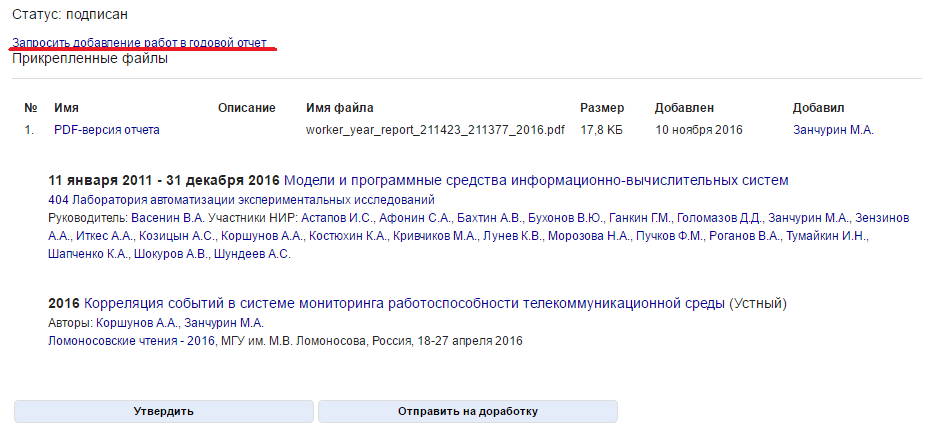 Статус: подписан
Запросить добавление работ в годовой отчет
Прикрепленные файлы
№ Имя Описание Имя файла Размер Добавлен Добавил
1. PDF-версия отчета worker_year_report_211423_211377_2016.pdf 17,8 КБ 10 ноября 2016 Занчурин М.А.
11 января 2011 - 31 декабря 2016 Модели и программные средства информационно-вычислительных систем
404 Лаборатория автоматизации экспериментальных исследований
Руководитель: Васенин В.А. Участники НИР: Астапов И.С., Афонин С.А., Бахтин А.В., Бухонов В.Ю., Ганкин Г.М., Голомазов Д.Д., Занчурин М.А., Зензинов
А.А., Иткес А.А., Козицын А.С., Коршунов А.А., Костюхин К.А., Кривчиков М.А., Лунев К.В., Морозова Н.А., Пучков Ф.М., Роганов В.А., Тумайкин И.Н.,
Шапченко К.А., Шокуров А.В., Шундеев А.С.
2016 Корреляция событий в системе мониторинга работоспособности телекоммуникационной среды (Устный)
Авторы: Коршунов А.А., Занчурин М.А.
Ломоносовские чтения - 2016, МГУ им. М.В. Ломоносова, Россия, 18-27 апреля 2016
Утвердить Отправить на доработку